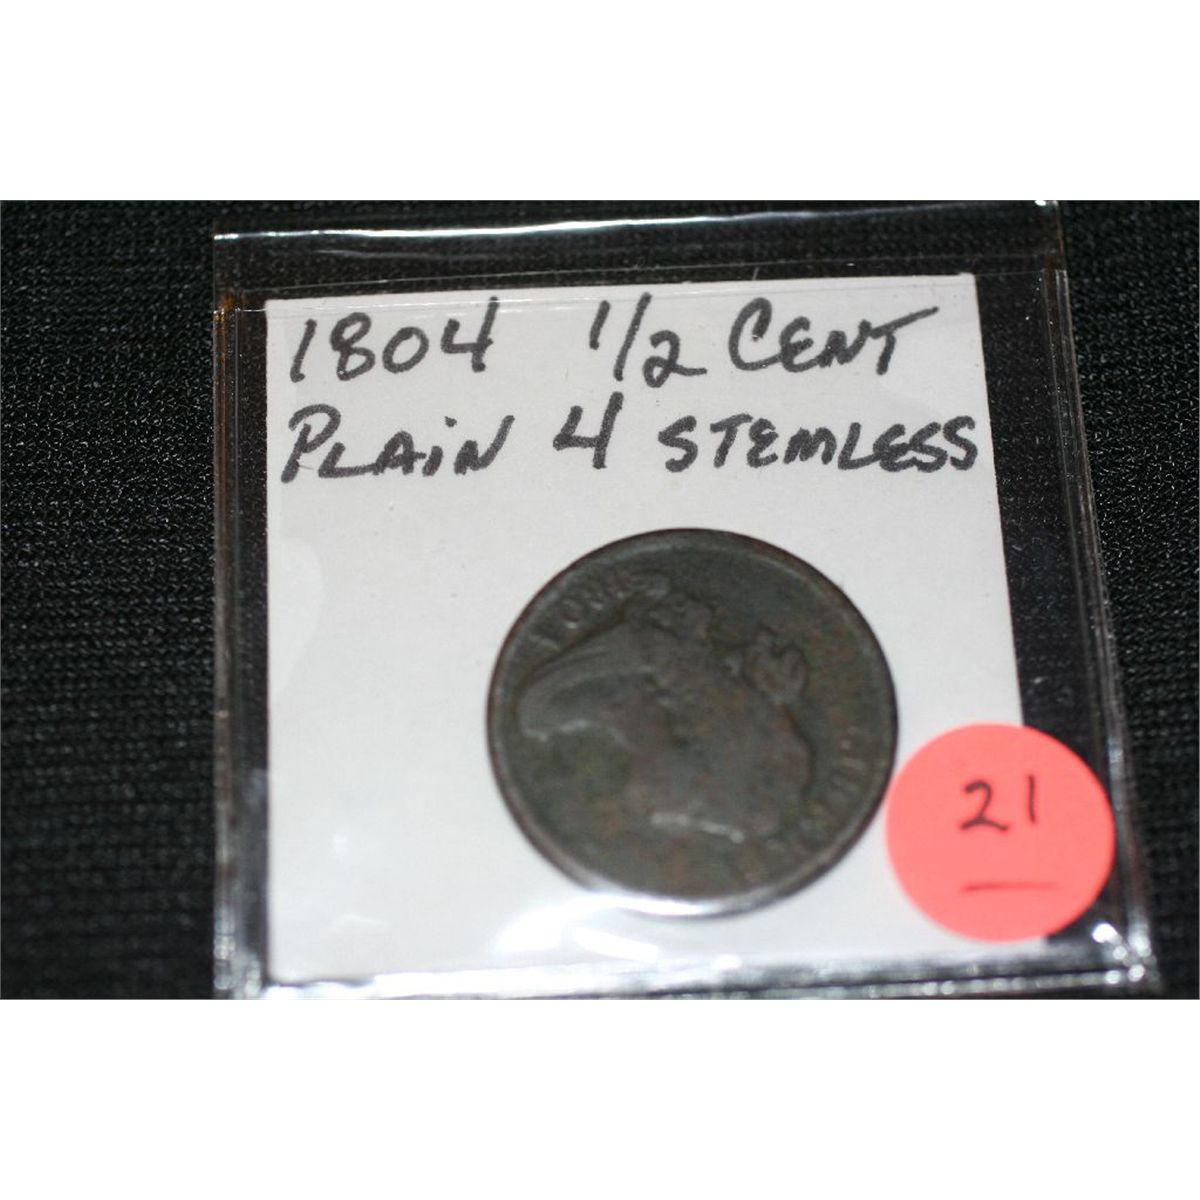 1804 1/2 CENT
PLAiN 4 STEMLESS
21